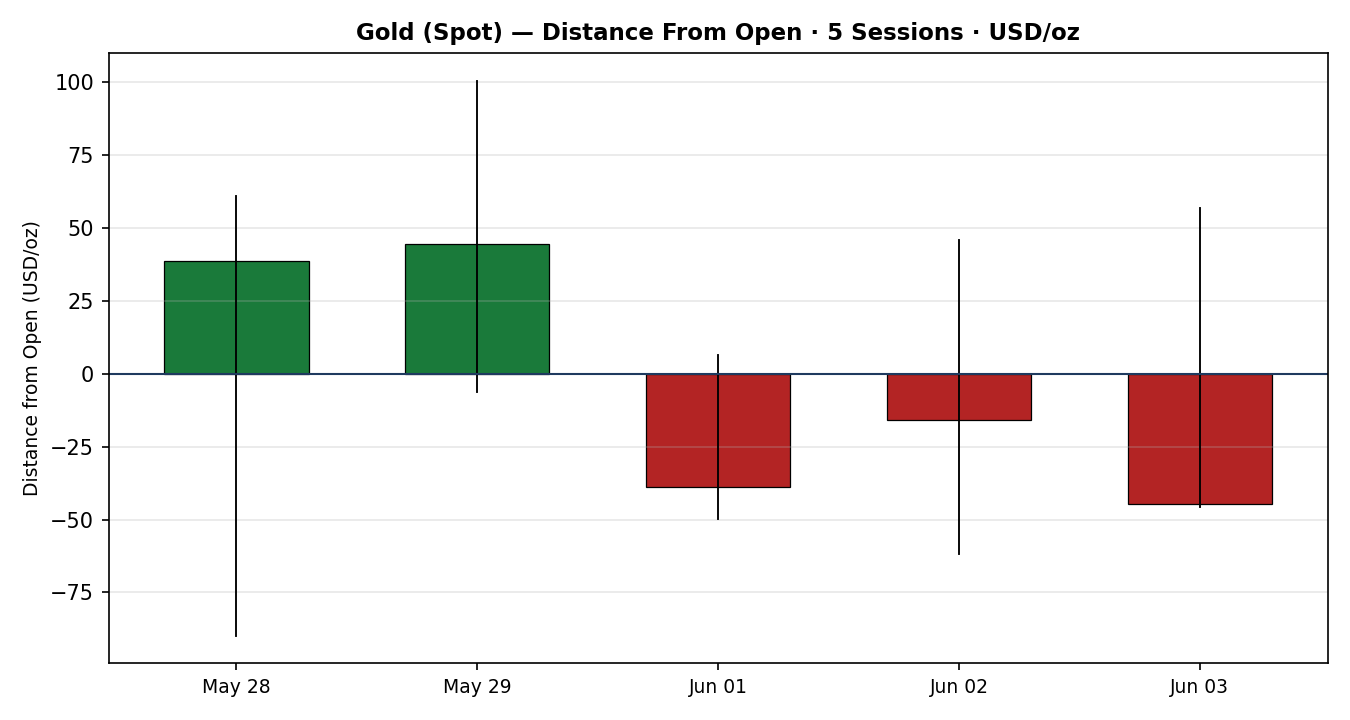 Gold (Spot) — Distance From Open · 5 Sessions · USD/oz
Distance from Open (USD/oz)
100
75
50
25
0
−25
−50
−75
May 28
May 29
Jun 01
Jun 02
Jun 03